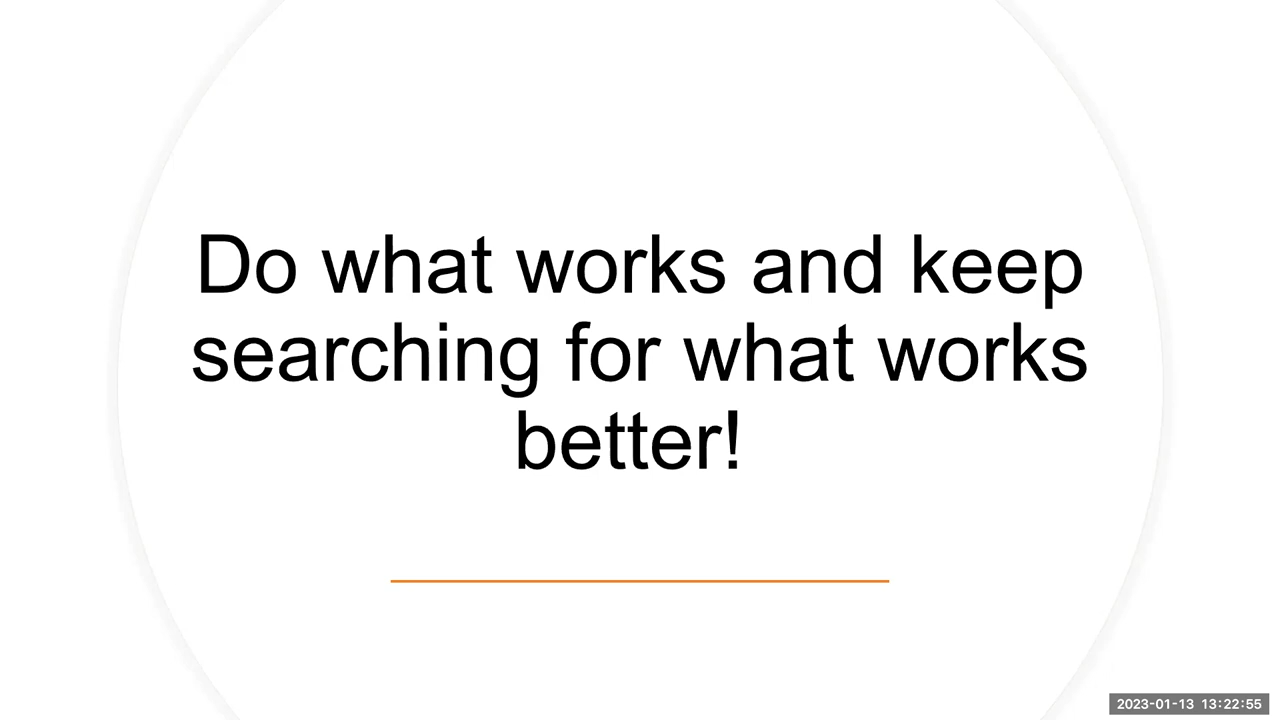 Do what works and keep
searching for what works
better!
2023-01-13 13:22:55